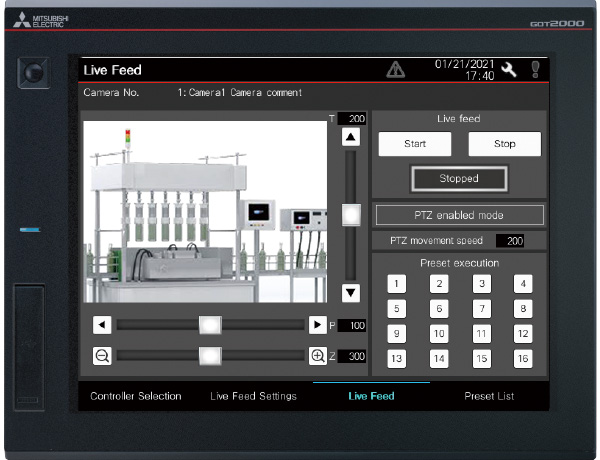 MITSUBISHI
ELECTRIC
GOT2000
Live Feed
01/21/2021
17:40
Camera No.
1: Camera1 Camera comment
T 200
Live feed
Start
Stop
Stopped
PTZ enabled mode
PTZ movement speed 200
Preset execution
1 2 3 4
5 6 7 8
9 10 11 12
13 14 15 16
P 100
Z 300
Controller Selection
Live Feed Settings
Live Feed
Preset List